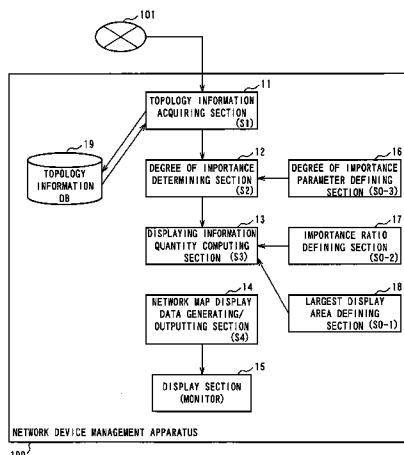 101
11
TOPOLOGY INFORMATION
ACQUIRING SECTION
(S1)
19
TOPOLOGY
INFORMATION
DB
12
DEGREE OF IMPORTANCE
DETERMINING SECTION
(S2)
16
DEGREE OF IMPORTANCE
PARAMETER DEFINING
SECTION (S0-3)
13
DISPLAYING INFORMATION
QUANTITY COMPUTING
SECTION (S3)
17
IMPORTANCE RATIO
DEFINING SECTION
(S0-2)
14
NETWORK MAP DISPLAY
DATA GENERATING/
OUTPUTTING SECTION
(S4)
18
LARGEST DISPLAY
AREA DEFINING
SECTION (S0-1)
15
DISPLAY SECTION
(MONITOR)
NETWORK DEVICE MANAGEMENT APPARATUS
100